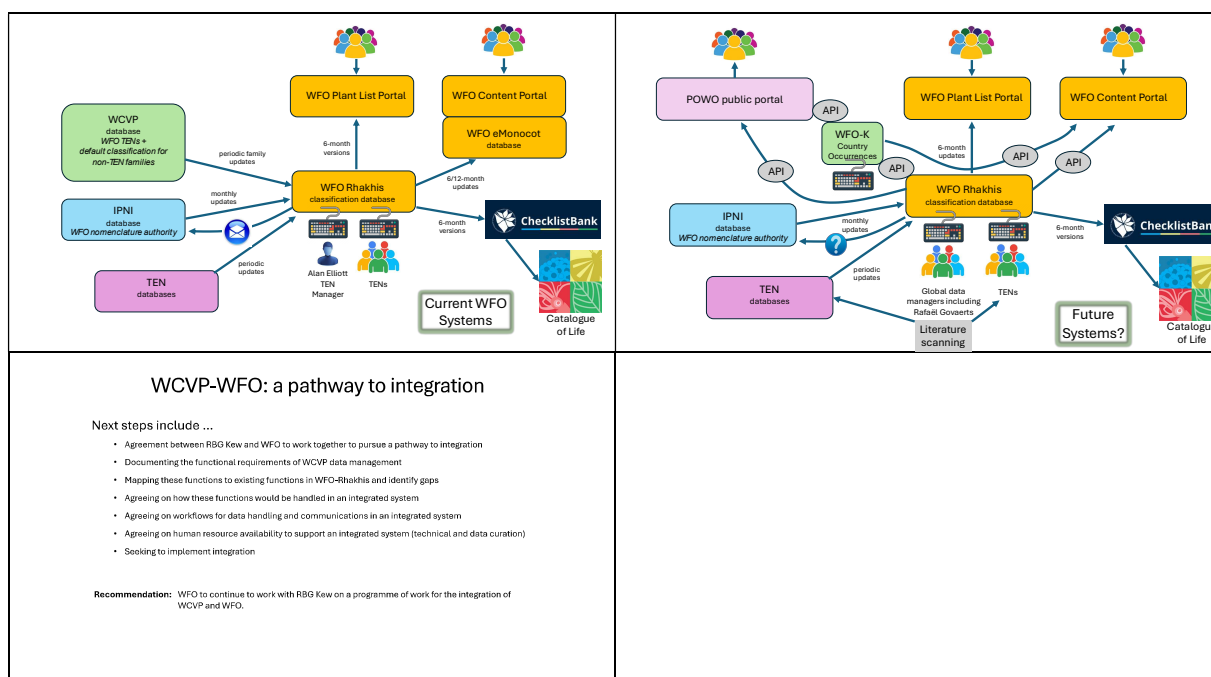 WFO Plant List Portal
WFO Content Portal
WFO eMonocot
database
WCVP
database
WFO TENs +
default classification for
non-TEN families
6-month
versions
periodic family
updates
6/12-month
updates
monthly
updates
WFO Rhakhis
classification database
IPNI
database
WFO nomenclature authority
6-month
versions
ChecklistBank
periodic
updates
TEN
databases
Alan Elliott
TEN
Manager
TENs
Current WFO
Systems
Catalogue
of Life
POWO public portal
API
WFO Plant List Portal
WFO Content Portal
WFO-K
Country
Occurrences
6-month
updates
API
API
API
API
WFO Rhakhis
classification database
IPNI
database
WFO nomenclature authority
monthly
updates
?
6-month
versions
ChecklistBank
periodic
updates
TEN
databases
Global data
managers including
Rafaël Govaerts
TENs
Literature
scanning
Future
Systems?
Catalogue
of Life
WCVP-WFO: a pathway to integration
Next steps include ...
• Agreement between RBG Kew and WFO to work together to pursue a pathway to integration
• Documenting the functional requirements of WCVP data management
• Mapping these functions to existing functions in WFO-Rhakhis and identify gaps
• Agreeing on how these functions would be handled in an integrated system
• Agreeing on workflows for data handling and communications in an integrated system
• Agreeing on human resource availability to support an integrated system (technical and data curation)
• Seeking to implement integration
Recommendation: WFO to continue to work with RBG Kew on a programme of work for the integration of
WCVP and WFO.